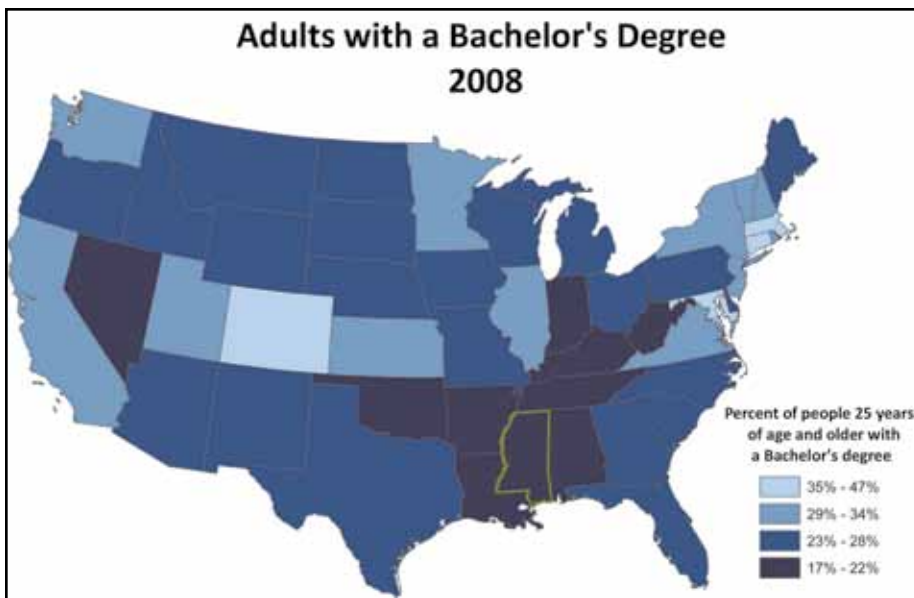 Adults with a Bachelor's Degree
2008
Percent of people 25 years
of age and older with
a Bachelor's degree
35% - 47%
29% - 34%
23% - 28%
17% - 22%